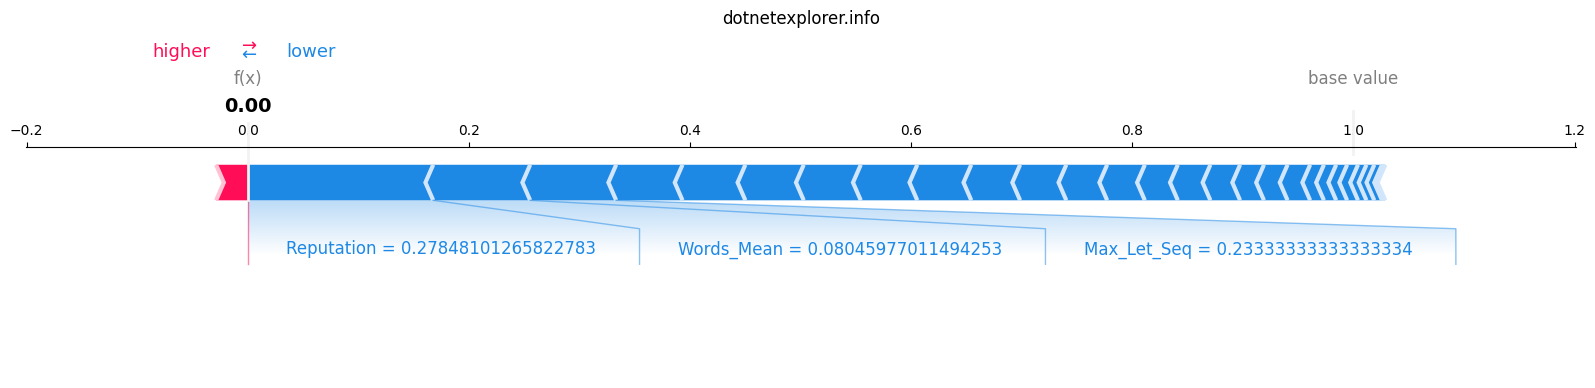 dotnetexplorer.info
higher ⇄ lower
f(x)
base value
0.00
−0.2 0.0 0.2 0.4 0.6 0.8 1.0 1.2
Reputation = 0.27848101265822783
Words_Mean = 0.08045977011494253
Max_Let_Seq = 0.23333333333333334